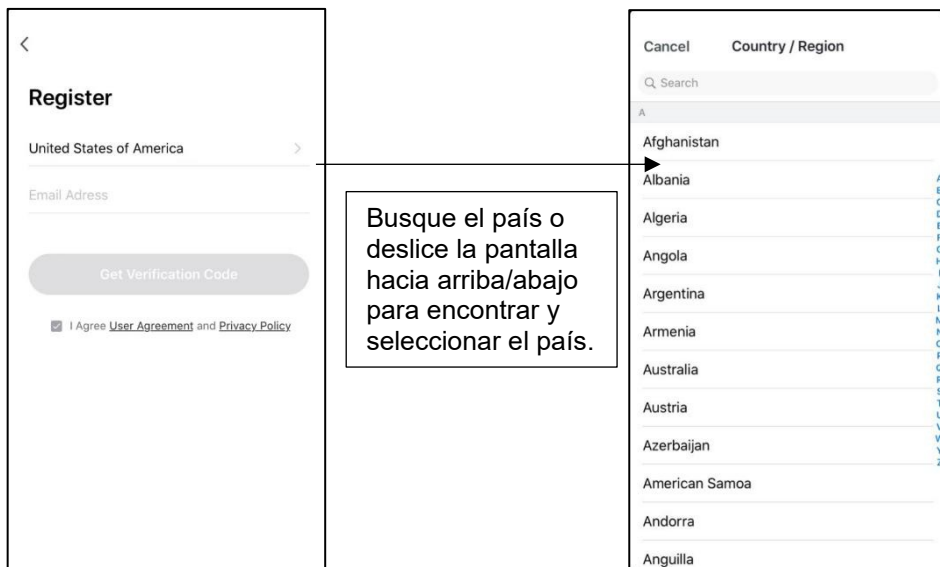 Register
United States of America
Email Adress
Get Verification Code
I Agree User Agreement and Privacy Policy
Busque el país o
deslice la pantalla
hacia arriba/abajo
para encontrar y
seleccionar el país.
Cancel Country / Region
Search
A
Afghanistan
Albania
Algeria
Angola
Argentina
Armenia
Australia
Austria
Azerbaijan
American Samoa
Andorra
Anguilla